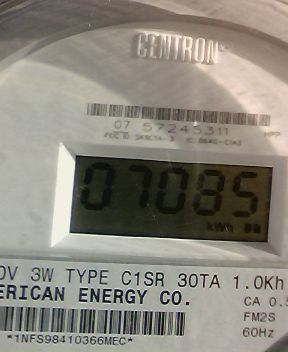 CENTRON®
07 57245311
07085
kWh
0V 3W TYPE C1SR 30TA 1.0Kh
ERICAN ENERGY CO.
CA 0.5
FM2S
60Hz
*1NFS98410366MEC*